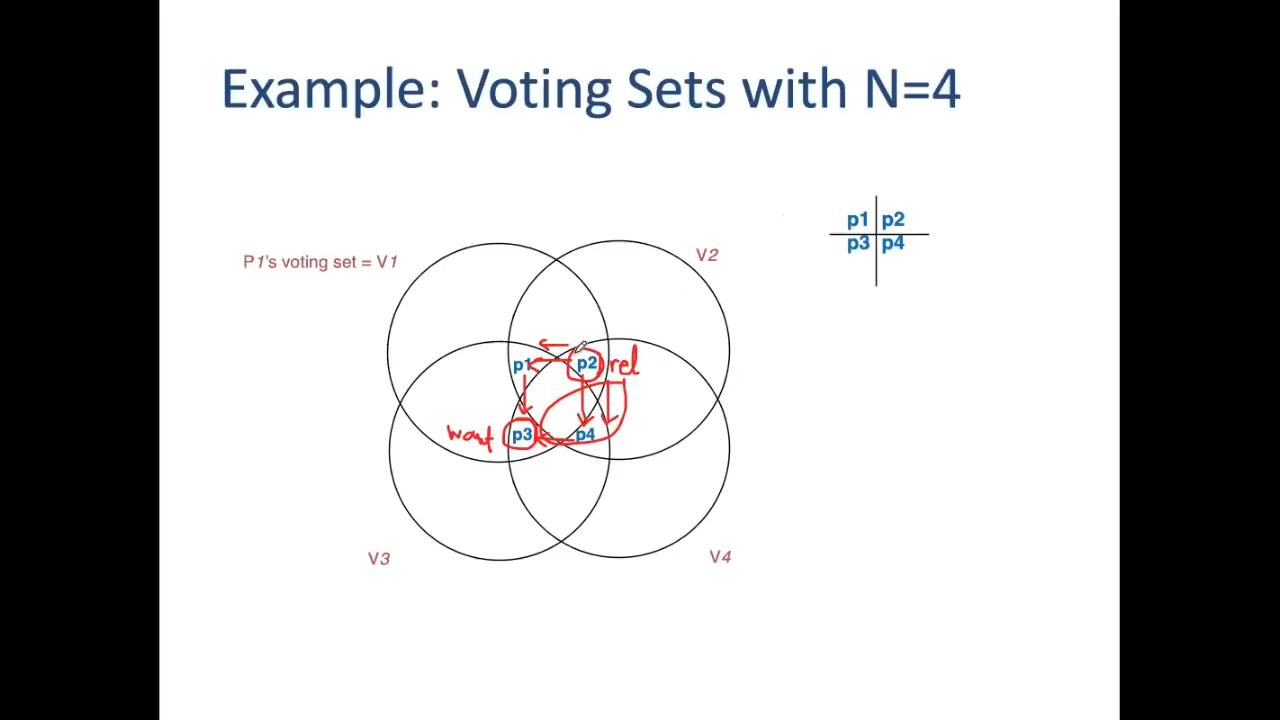 Example: Voting Sets with N=4
p1 p2
p3 p4
P1's voting set = V1
V2
p1 p2 rel
want p3 p4
V3
V4